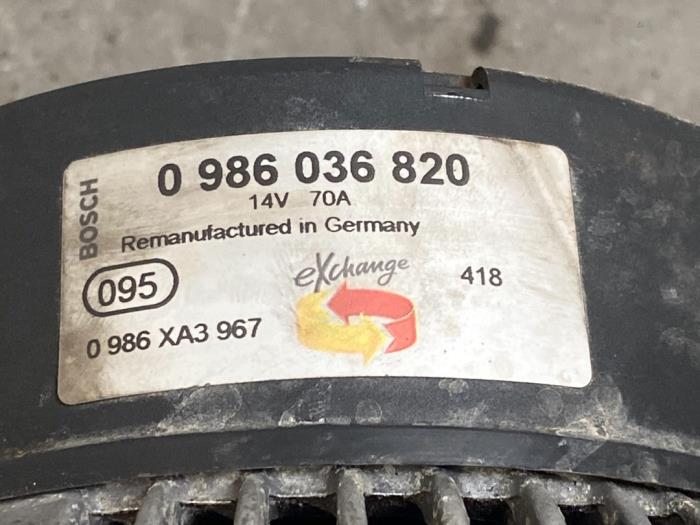 BOSCH
0 986 036 820
14V 70A
Remanufactured in Germany
eXchange
095
418
0 986 XA3 967